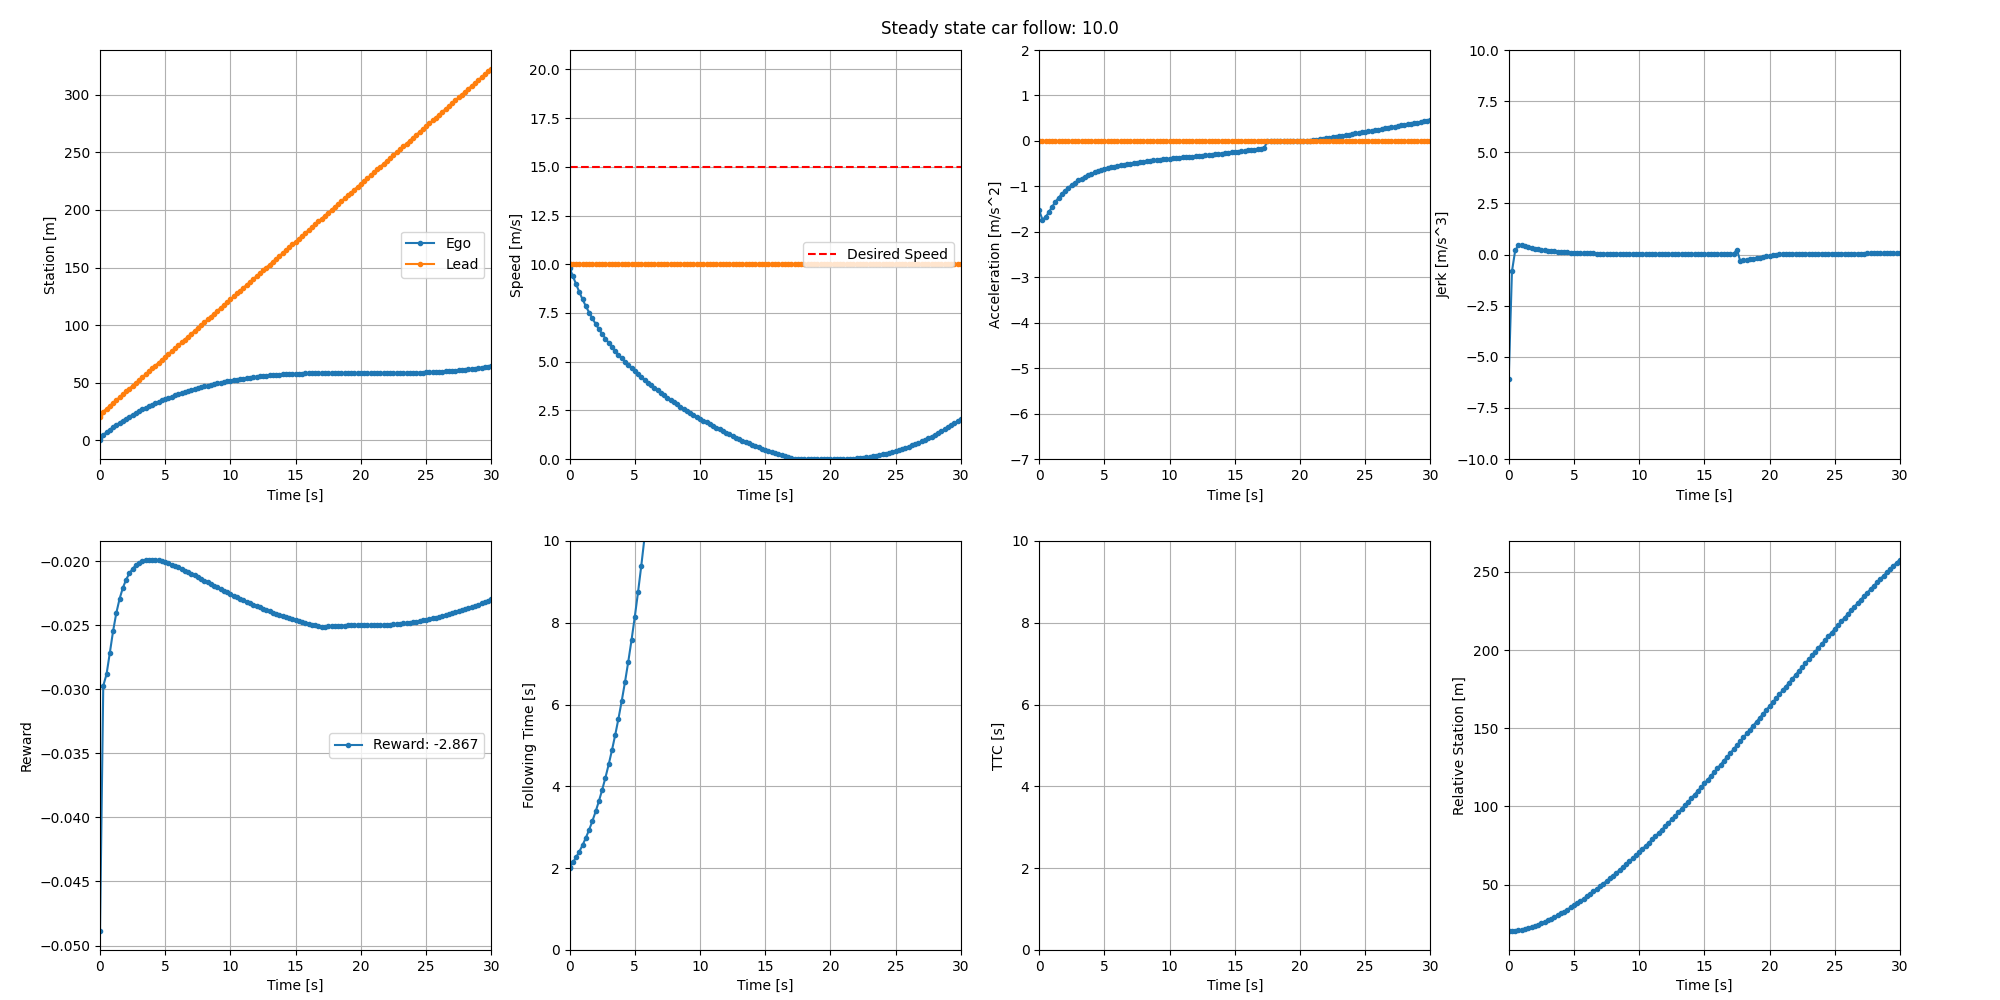 Steady state car follow: 10.0
300
250
200
150
100
50
0
Station [m]
Ego
Lead
0 5 10 15 20 25 30
Time [s]
20.0
17.5
15.0
12.5
10.0
7.5
5.0
2.5
0.0
Speed [m/s]
Desired Speed
0 5 10 15 20 25 30
Time [s]
2
1
0
−1
−2
−3
−4
−5
−6
−7
Acceleration [m/s^2]
0 5 10 15 20 25 30
Time [s]
10.0
7.5
5.0
2.5
0.0
−2.5
−5.0
−7.5
−10.0
Jerk [m/s^3]
0 5 10 15 20 25 30
Time [s]
−0.020
−0.025
−0.030
−0.035
−0.040
−0.045
−0.050
Reward
Reward: -2.867
0 5 10 15 20 25 30
Time [s]
10
8
6
4
2
0
Following Time [s]
0 5 10 15 20 25 30
Time [s]
10
8
6
4
2
0
TTC [s]
0 5 10 15 20 25 30
Time [s]
250
200
150
100
50
Relative Station [m]
0 5 10 15 20 25 30
Time [s]